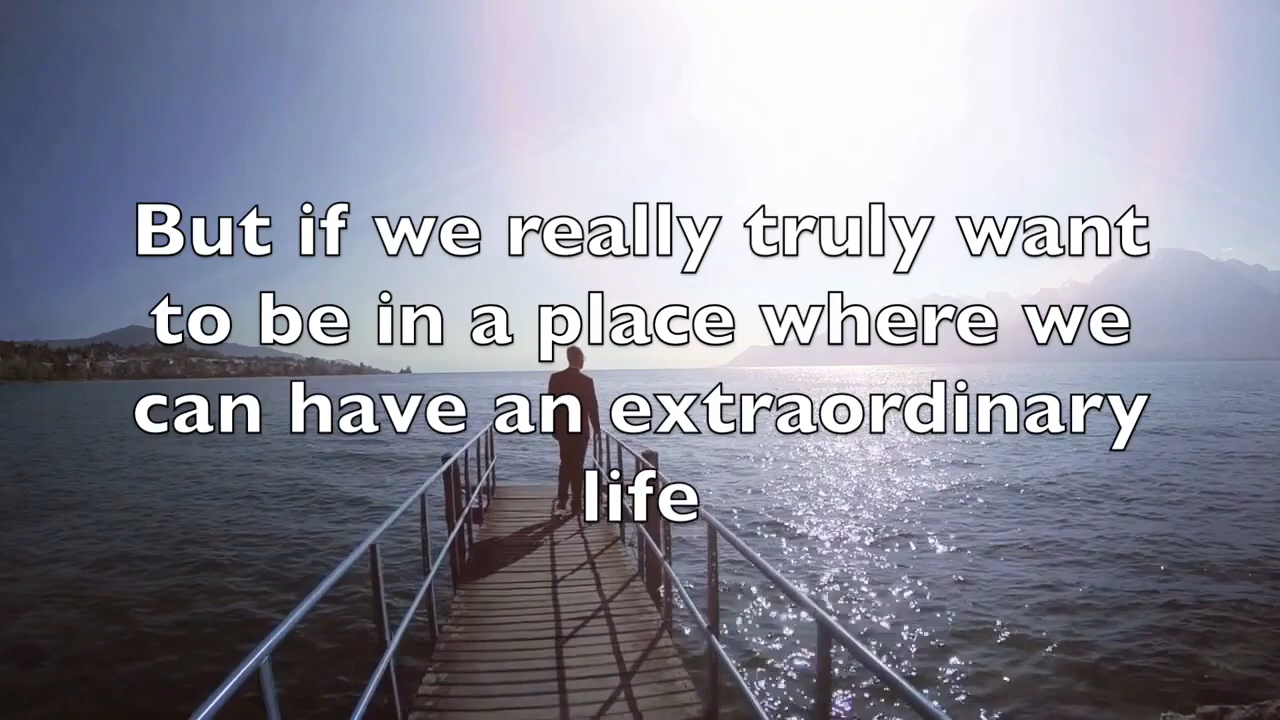 But if we really truly want
to be in a place where we
can have an extraordinary
life